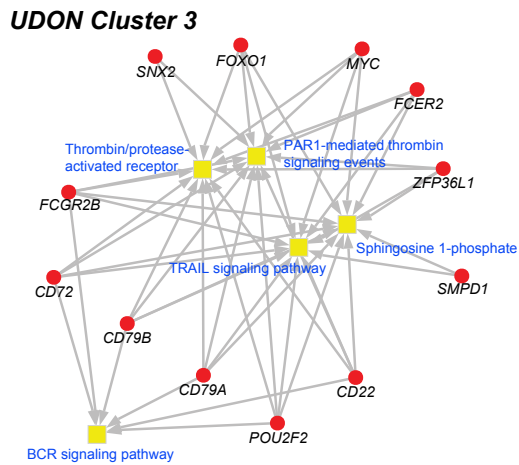 UDON Cluster 3
FOXO1
SNX2
MYC
FCER2
Thrombin/protease-
activated receptor
PAR1-mediated thrombin
signaling events
ZFP36L1
FCGR2B
Sphingosine 1-phosphate
TRAIL signaling pathway
CD72
SMPD1
CD79B
CD79A
CD22
POU2F2
BCR signaling pathway